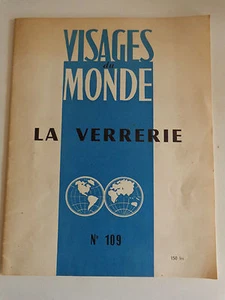 VISAGES
du
MONDE
LA VERRERIE
N° 109